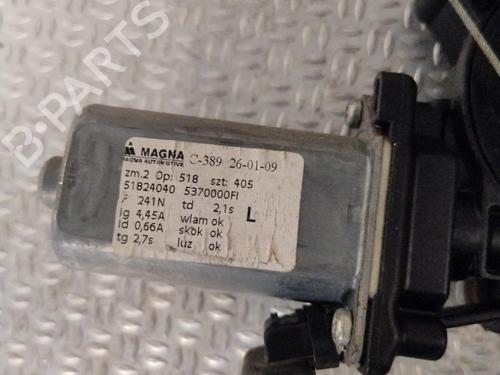 B-Parts
MAGNA C-389 26-01-09
MAGNA AUTOMOTIVE
zm.2 Op: 518 szt: 405
51824040 5370000FI
F 241N td 2,1s
Ig 4,45A wlam ok L
Id 0,66A skok ok
tg 2,7s luz ok